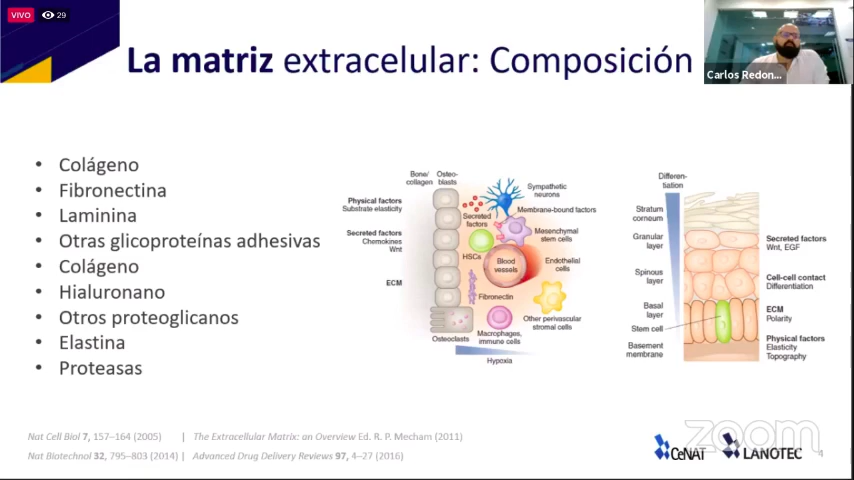 VIVO
29
La matriz extracelular: Composición
Carlos Redon...
• Colágeno
• Fibronectina
• Laminina
• Otras glicoproteínas adhesivas
• Colágeno
• Hialuronano
• Otros proteoglicanos
• Elastina
• Proteasas
Bone/
collagen
Osteo-
blasts
Physical factors
Substrate elasticity
Secreted factors
Chemokines
Wnt
ECM
Sympathetic
neurons
Membrane-bound factors
Secreted
factors
Mesenchymal
stem cells
HSCs
Blood
vessels
Endothelial
cells
Fibronectin
Other perivascular
stromal cells
Osteoclasts
Macrophages,
immune cells
Hypoxia
Differen-
tiation
Stratum
corneum
Granular
layer
Spinous
layer
Basal
layer
Stem cell
Basement
membrane
Secreted factors
Wnt, EGF
Cell-cell contact
Differentiation
ECM
Polarity
Physical factors
Elasticity
Topography
Nat Cell Biol 7, 157–164 (2005) | The Extracellular Matrix: an Overview Ed. R. P. Mecham (2011)
Nat Biotechnol 32, 795–803 (2014) | Advanced Drug Delivery Reviews 97, 4–27 (2016)
CeNAT
LANOTEC
zoom
4